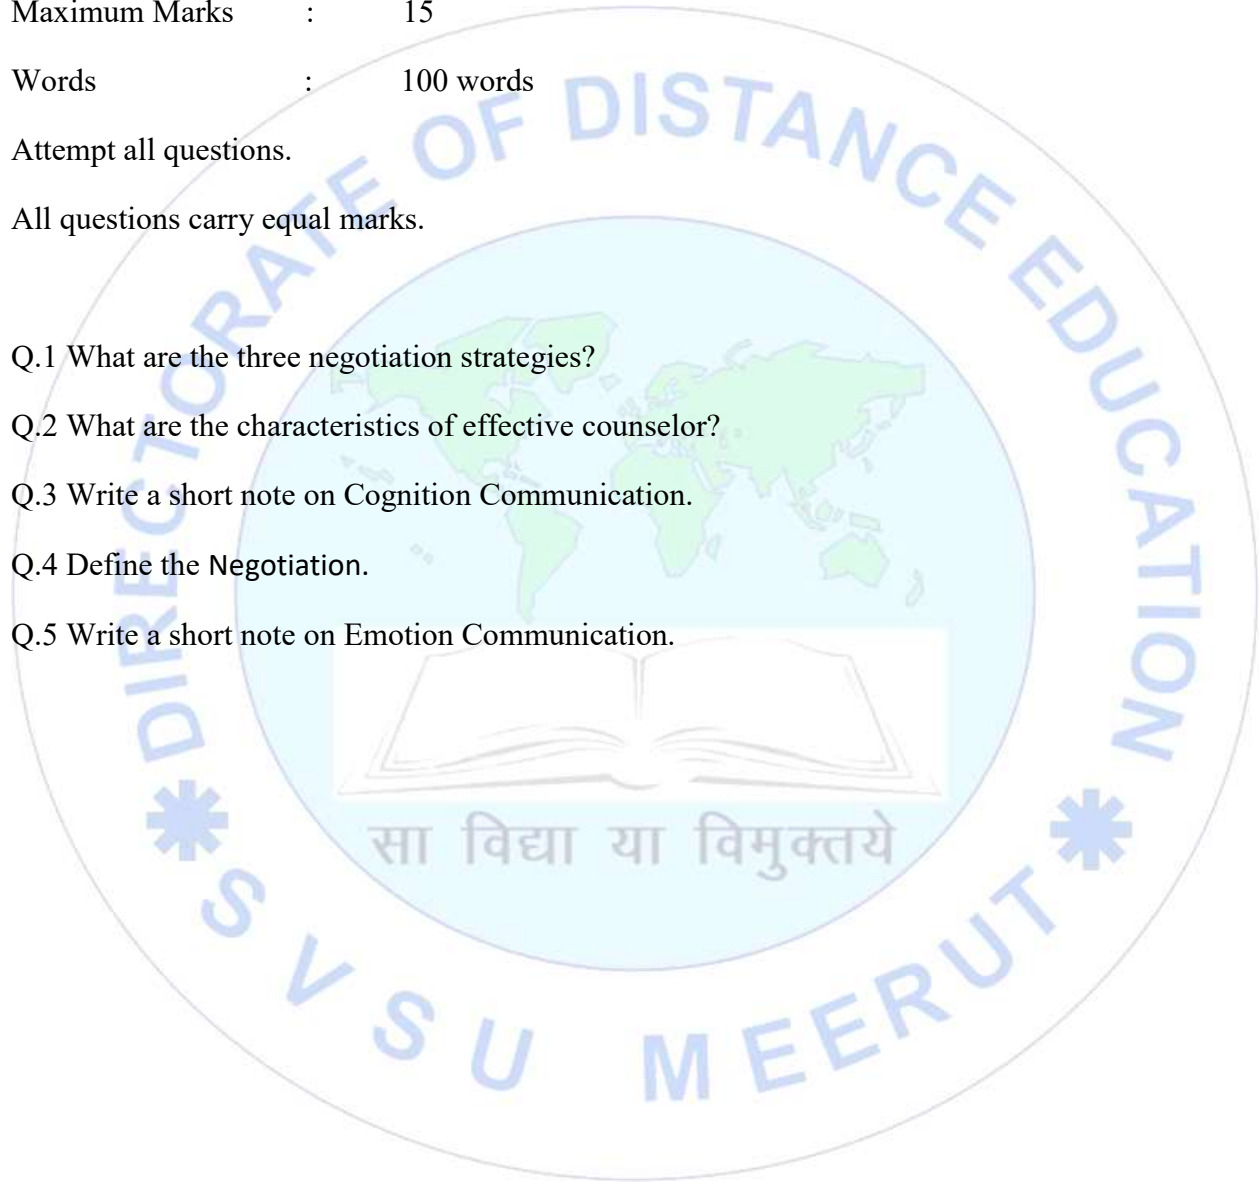 Maximum Marks : 15
Words : 100 words
Attempt all questions.
All questions carry equal marks.
Q.1 What are the three negotiation strategies?
Q.2 What are the characteristics of effective counselor?
Q.3 Write a short note on Cognition Communication.
Q.4 Define the Negotiation.
Q.5 Write a short note on Emotion Communication.
DIRECTORATE OF DISTANCE EDUCATION
सा विद्या या विमुक्तये
SVSU MEERUT